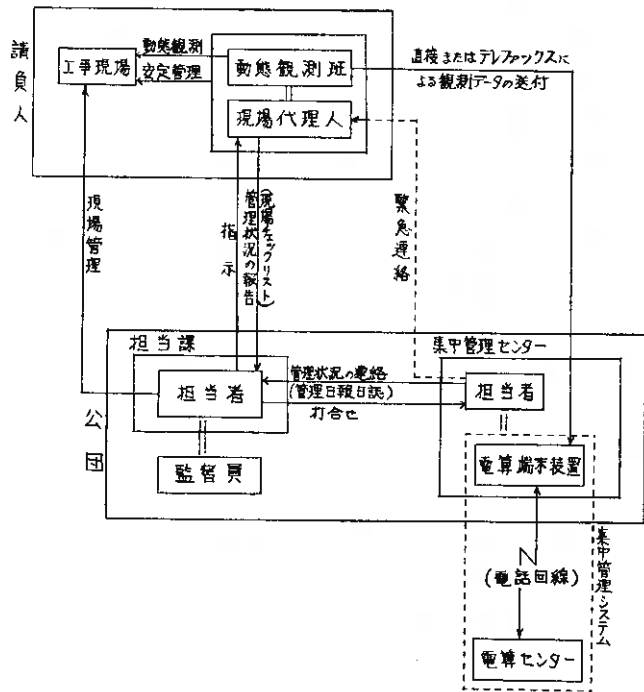 請負人
工事現場
動態観測
安定管理
動態観測班
現場代理人
直接またはテレファックスに
よる観測データの送付
現場管理
指示
管理状況の報告
(現場チェックリスト)
緊急連絡
公団
担当課
担当者
監督員
管理状況の連絡
(管理日報日誌)
打合せ
集中管理センター
担当者
電算端末装置
(電話回線)
集中管理システム
電算センター